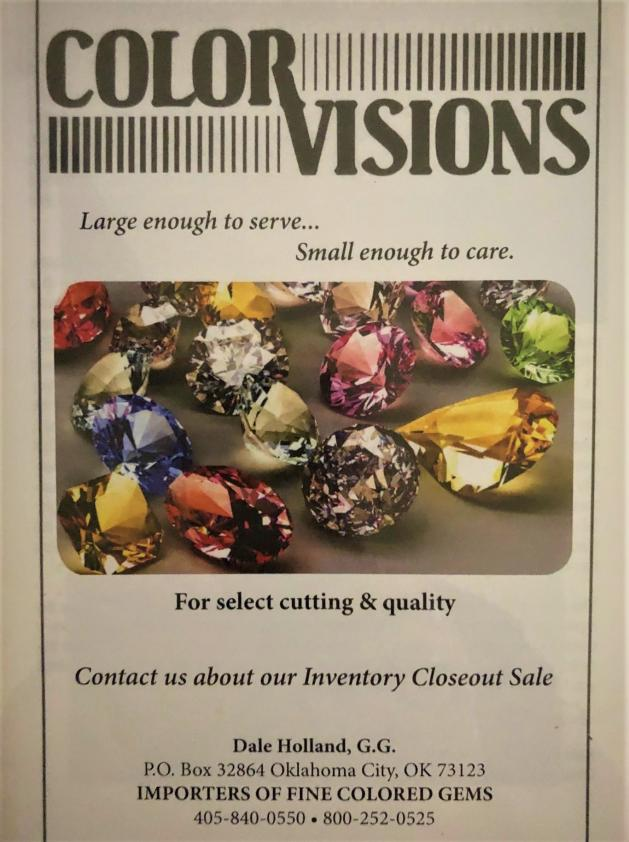 COLOR
VISIONS
Large enough to serve...
Small enough to care.
For select cutting & quality
Contact us about our Inventory Closeout Sale
Dale Holland, G.G.
P.O. Box 32864 Oklahoma City, OK 73123
IMPORTERS OF FINE COLORED GEMS
405-840-0550 • 800-252-0525